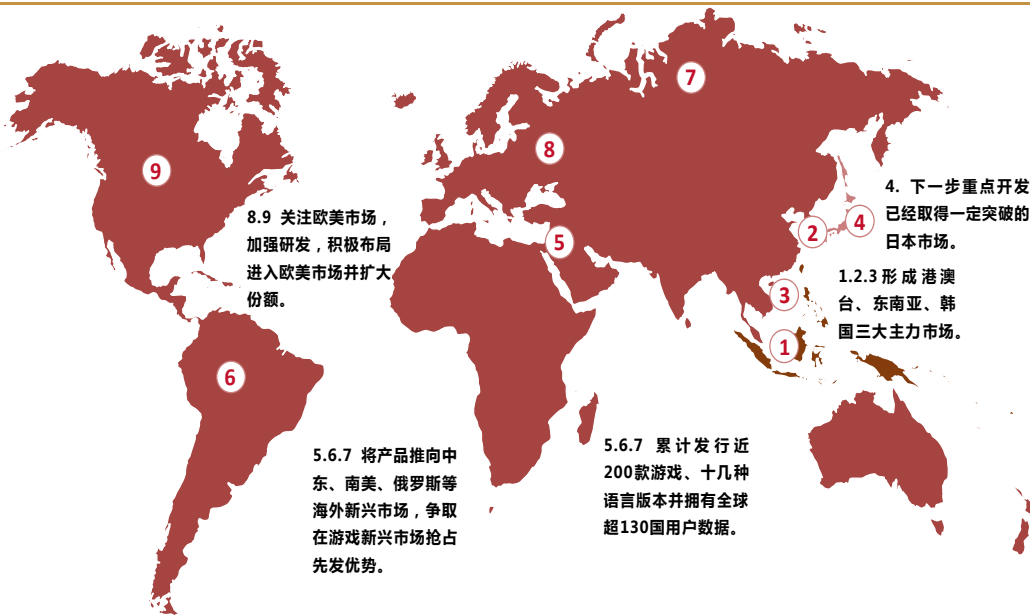 7
8
9
4. 下一步重点开发
已经取得一定突破的
日本市场。
8.9 关注欧美市场，
加强研发，积极布局
进入欧美市场并扩大
份额。
4
2
5
1.2.3 形成港澳
台、东南亚、韩
国三大主力市场。
3
1
6
5.6.7 将产品推向中
东、南美、俄罗斯等
海外新兴市场，争取
在游戏新兴市场抢占
先发优势。
5.6.7 累计发行近
200款游戏、十几种
语言版本并拥有全球
超130国用户数据。